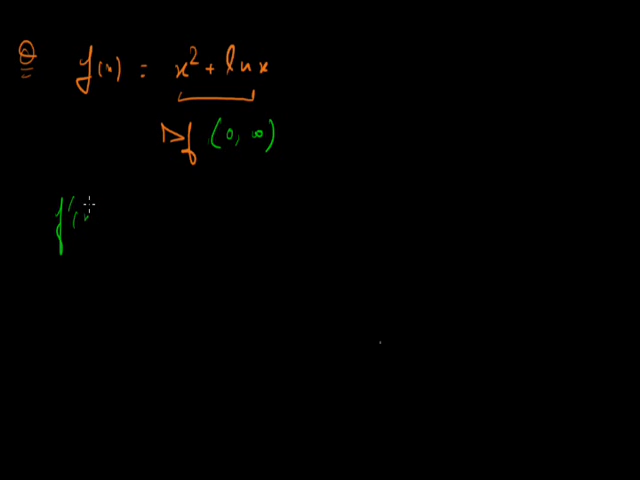 Q f(x) = x² + ln x
Df (0, ∞)
f'(x